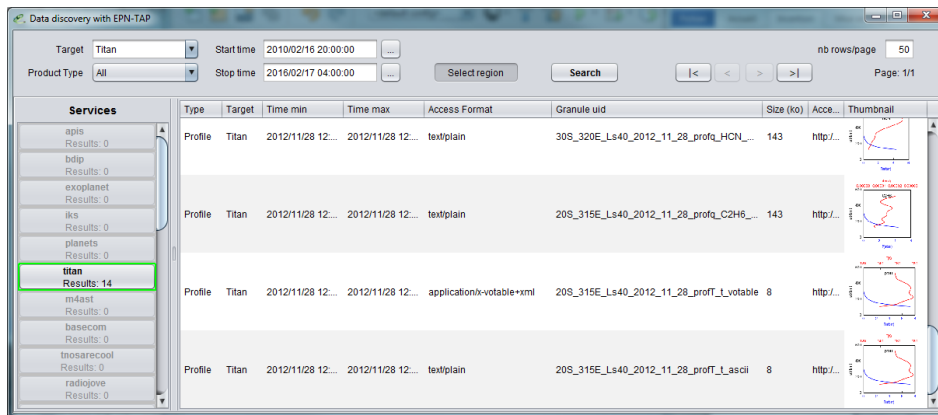 Data discovery with EPN-TAP
Target Titan Start time 2010/02/16 20:00:00 ... nb rows/page 50
Product Type All Stop time 2016/02/17 04:00:00 ... Select region Search |< < > >| Page: 1/1
Services
apis
Results: 0
bdip
Results: 0
exoplanet
Results: 0
iks
Results: 0
planets
Results: 0
titan
Results: 14
m4ast
Results: 0
basecom
Results: 0
tnosarecool
Results: 0
radiojove
Results: 0
Type Target Time min Time max Access Format Granule uid Size (ko) Acce... Thumbnail
Profile Titan 2012/11/28 12:... 2012/11/28 12:... text/plain 30S_320E_Ls40_2012_11_28_profq_HCN_... 143 http:/...
Profile Titan 2012/11/28 12:... 2012/11/28 12:... text/plain 20S_315E_Ls40_2012_11_28_profq_C2H6_... 143 http:/...
Profile Titan 2012/11/28 12:... 2012/11/28 12:... application/x-votable+xml 20S_315E_Ls40_2012_11_28_profT_t_votable 8 http:/...
Profile Titan 2012/11/28 12:... 2012/11/28 12:... text/plain 20S_315E_Ls40_2012_11_28_profT_t_ascii 8 http:/...